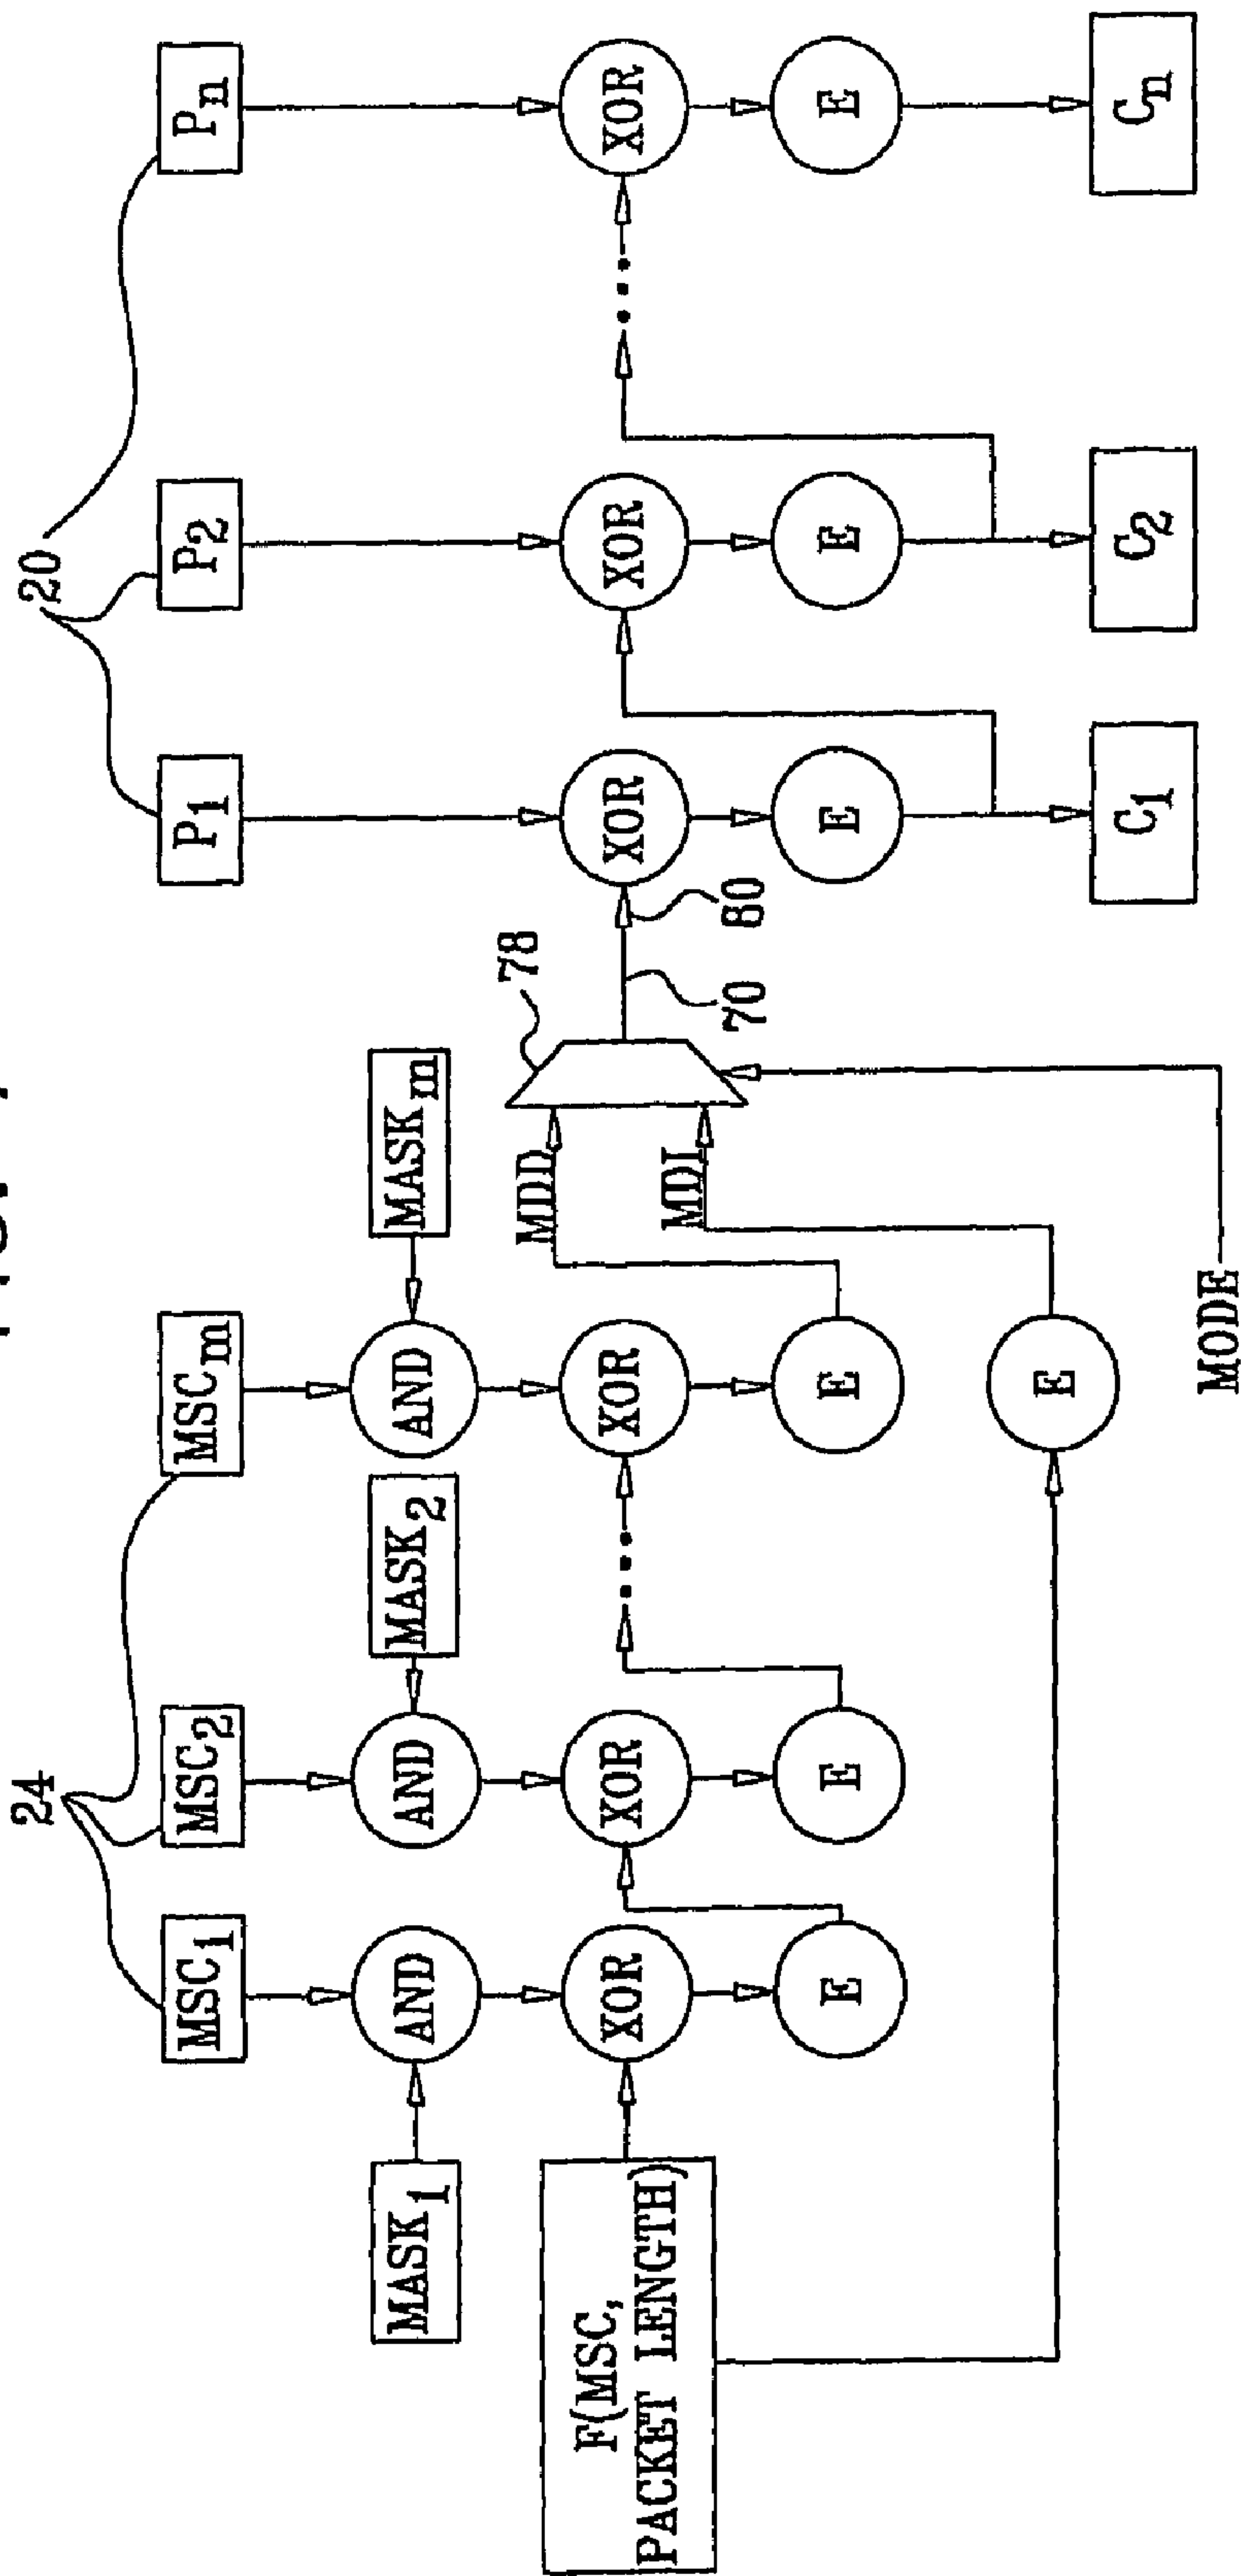 24
20
MSC₁
MSC₂
MSCₘ
P₁
P₂
Pₙ
MASK₁
AND
AND
MASK₂
AND
MASKₘ
78
F(MSC,
PACKET LENGTH)
XOR
XOR
...
XOR
MDD
MDI
70
80
XOR
XOR
...
XOR
E
E
E
E
E
E
E
C₁
C₂
Cₙ
MODE